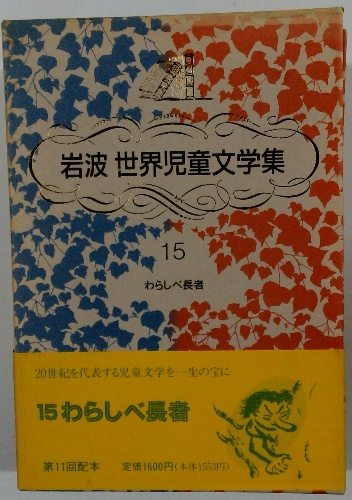 岩波 世界児童文学集
15
わらしべ長者
20世紀を代表する児童文学を一生の宝に
15 わらしべ長者
第11回配本 定価1600円(本体1553円)